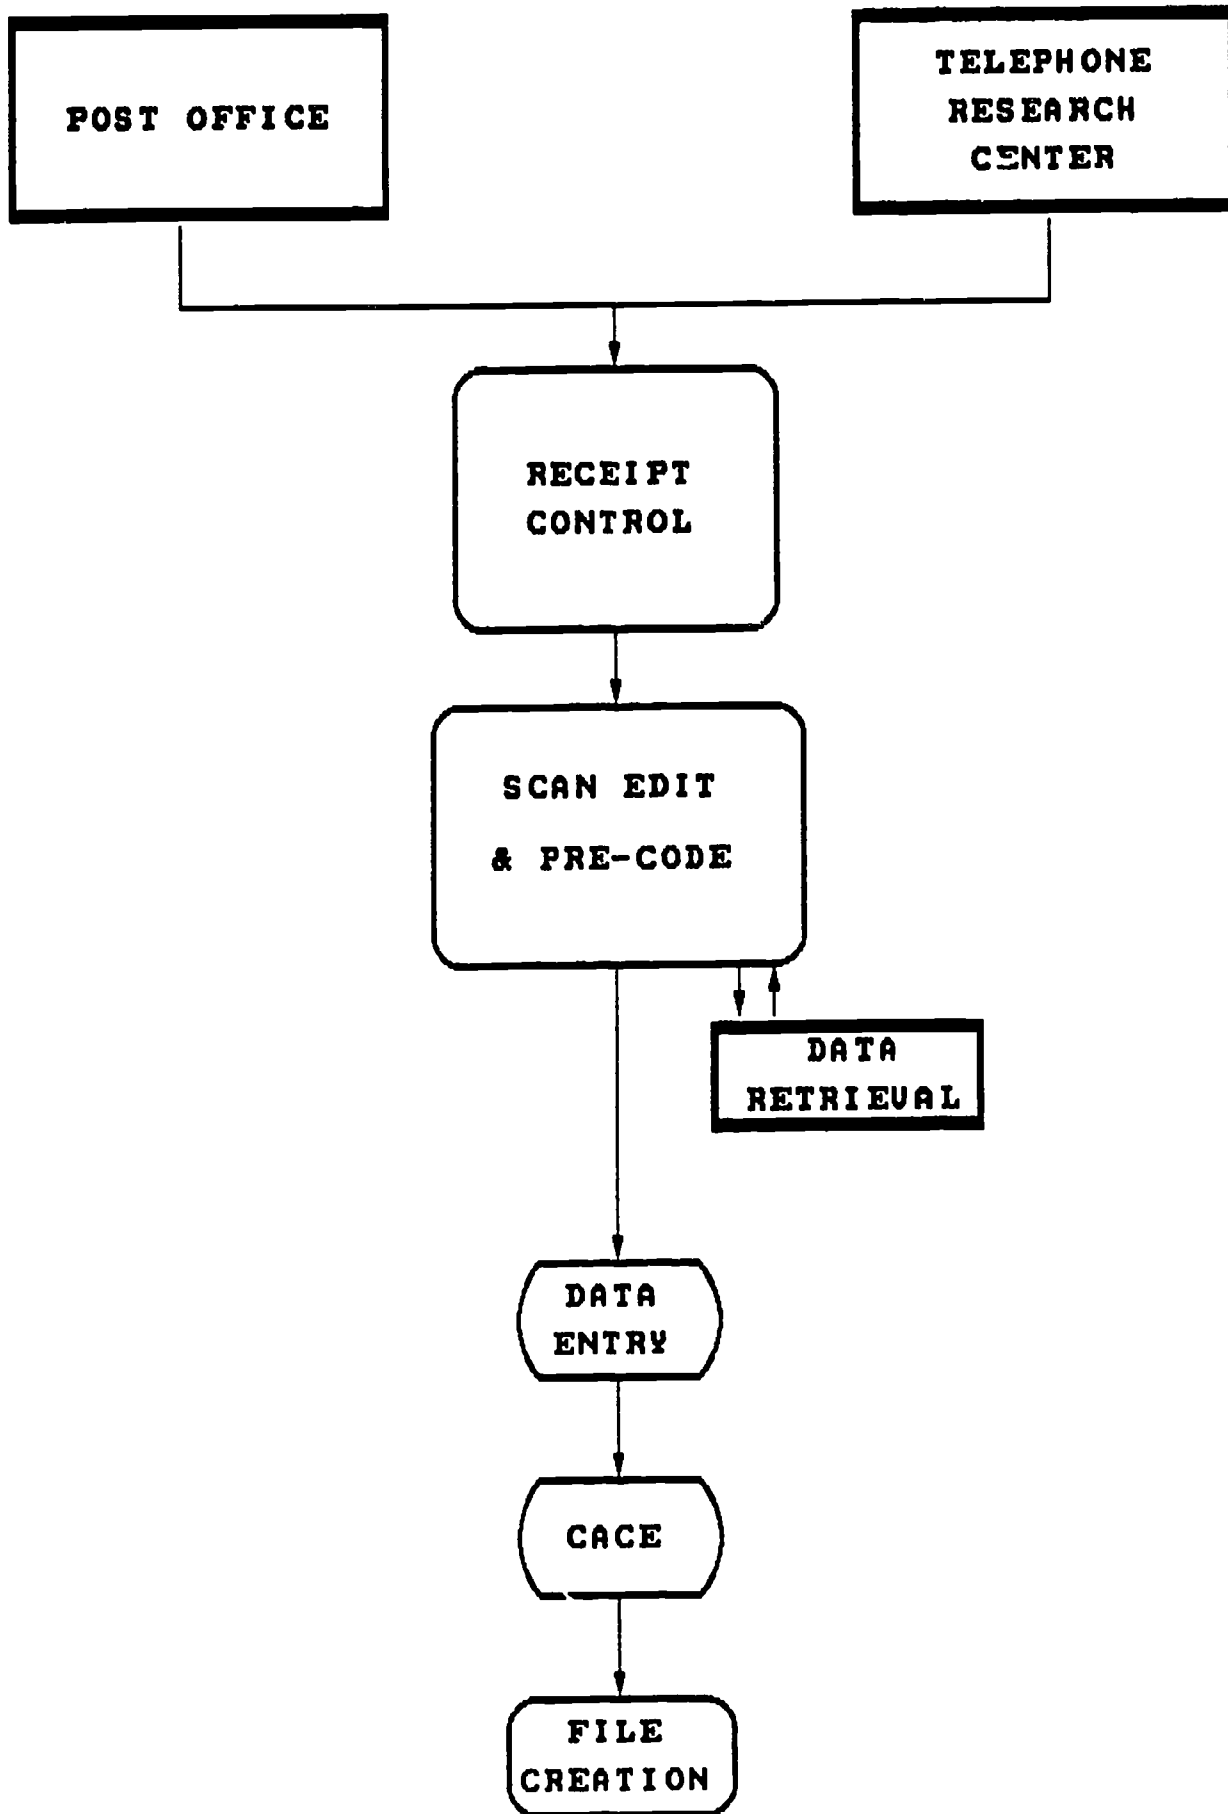 POST OFFICE
TELEPHONE
RESEARCH
CENTER
RECEIPT
CONTROL
SCAN EDIT
& PRE-CODE
DATA
RETRIEVAL
DATA
ENTRY
CACE
FILE
CREATION